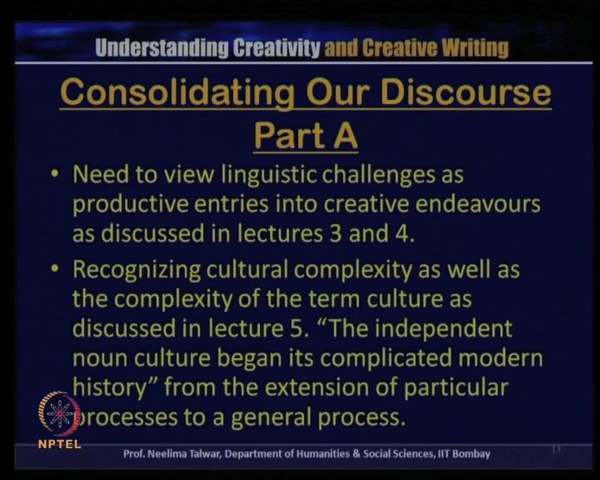 Understanding Creativity and Creative Writing
Consolidating Our Discourse
Part A
• Need to view linguistic challenges as
productive entries into creative endeavours
as discussed in lectures 3 and 4.
• Recognizing cultural complexity as well as
the complexity of the term culture as
discussed in lecture 5. “The independent
noun culture began its complicated modern
history” from the extension of particular
processes to a general process.
NPTEL
Prof. Neelima Talwar, Department of Humanities & Social Sciences, IIT Bombay
13